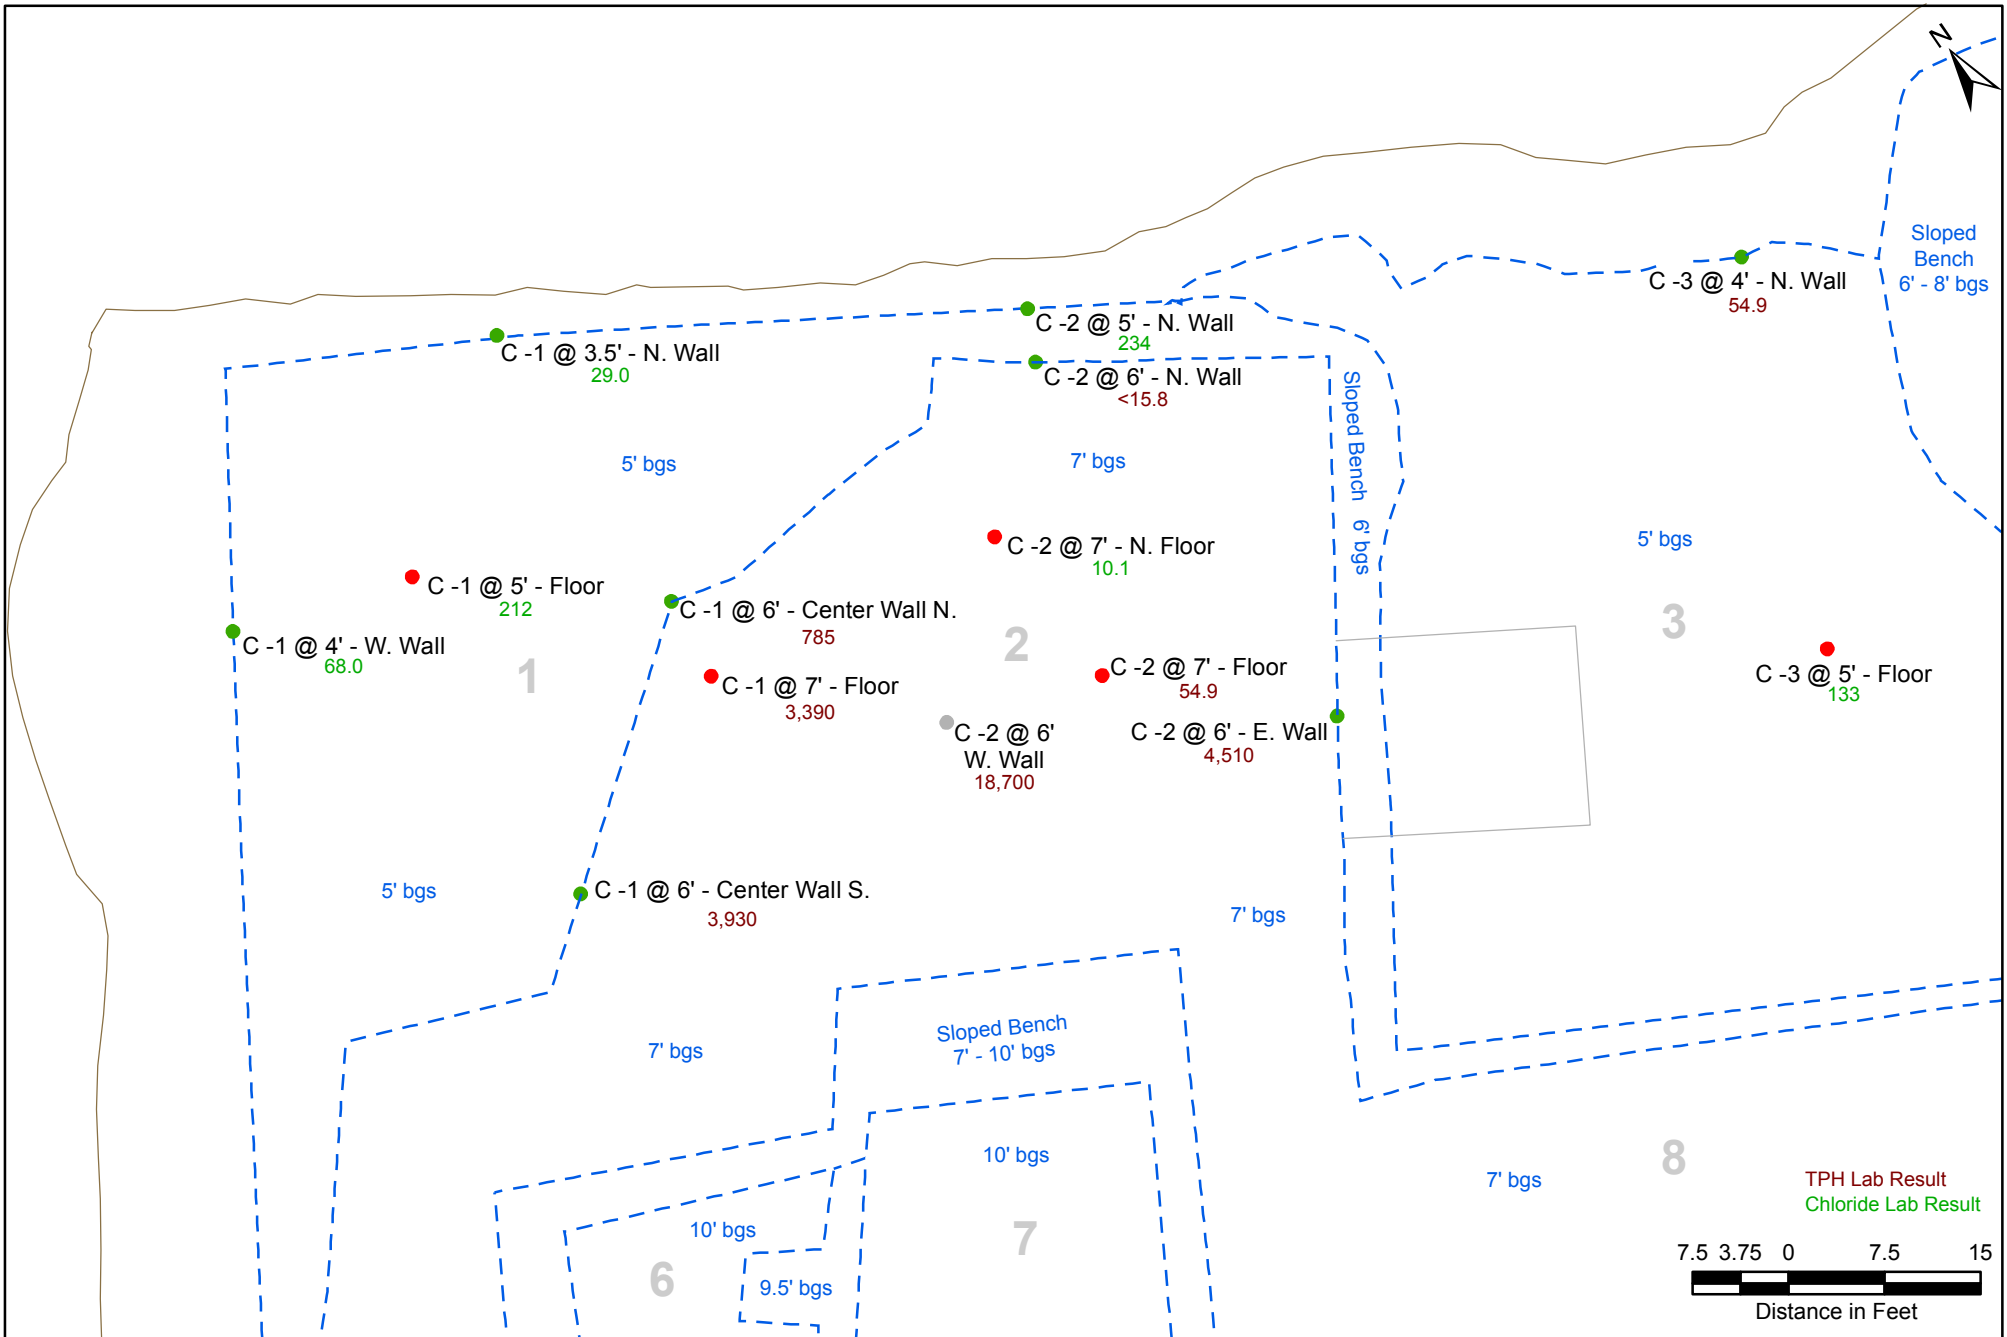 N
Sloped
Bench
6' - 8' bgs
C -3 @ 4' - N. Wall
54.9
C -2 @ 5' - N. Wall
234
C -1 @ 3.5' - N. Wall
29.0
C -2 @ 6' - N. Wall
<15.8
Sloped Bench 6' bgs
5' bgs
7' bgs
5' bgs
C -2 @ 7' - N. Floor
10.1
C -1 @ 5' - Floor
212
C -1 @ 6' - Center Wall N.
785
C -1 @ 4' - W. Wall
68.0
1
2
3
C -1 @ 7' - Floor
3,390
C -2 @ 7' - Floor
54.9
C -3 @ 5' - Floor
133
C -2 @ 6'
W. Wall
18,700
C -2 @ 6' - E. Wall
4,510
5' bgs
C -1 @ 6' - Center Wall S.
3,930
7' bgs
Sloped Bench
7' - 10' bgs
7' bgs
10' bgs
8
7' bgs
TPH Lab Result
Chloride Lab Result
10' bgs
7
6
9.5' bgs
7.5 3.75 0 7.5 15
Distance in Feet